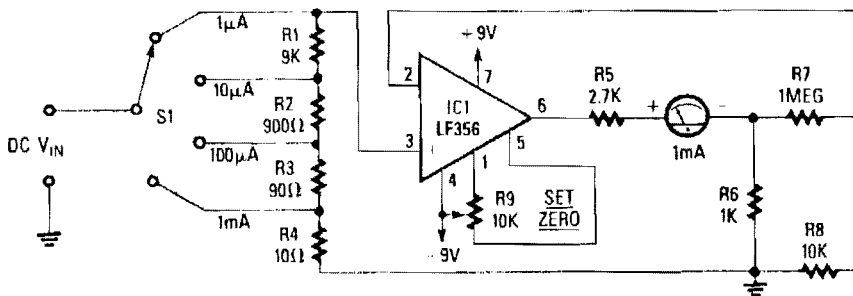 1μA
R1
9K
10μA
S1
R2
900Ω
DC VIN
100μA
R3
90Ω
1mA
R4
10Ω
+9V
2
7
IC1
LF356
6
3
+
5
4
1
R9
10K
SET
ZERO
-9V
R5
2.7K
+
-
1mA
R7
1MEG
R6
1K
R8
10K